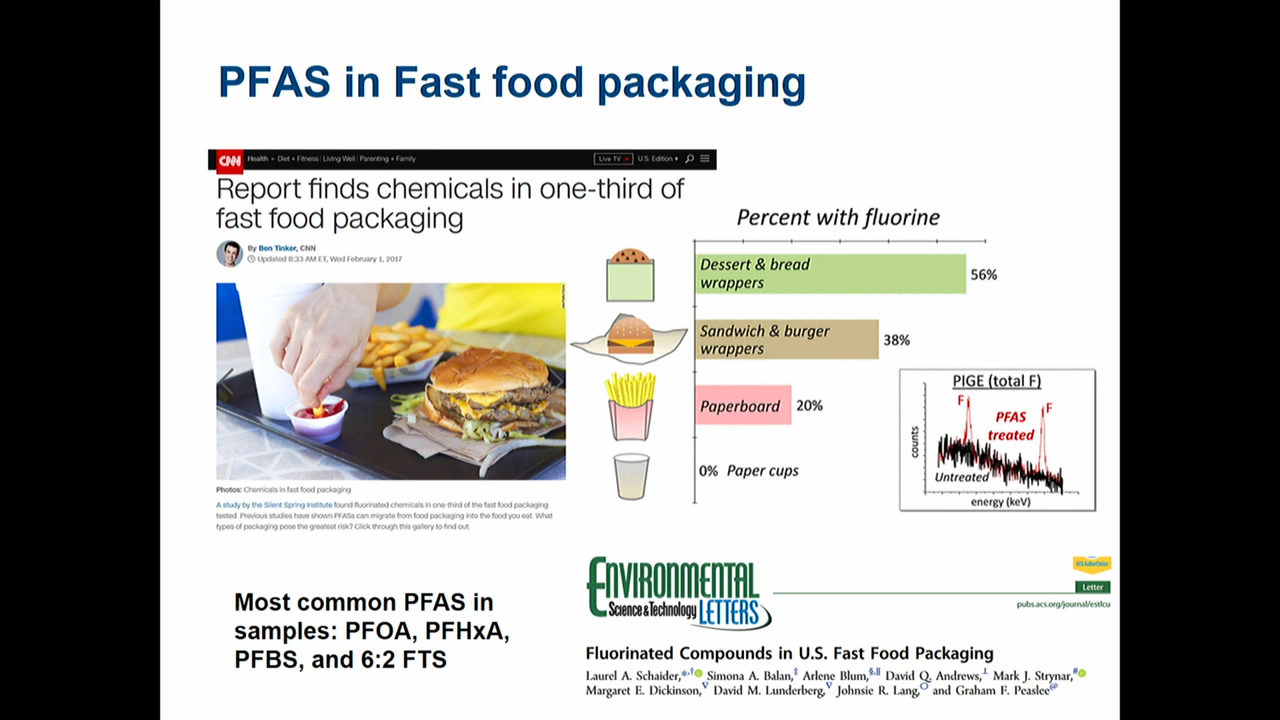 PFAS in Fast food packaging
CNN Health + Diet + Fitness | Living Well | Parenting + Family Live TV U.S. Edition +
Report finds chemicals in one-third of
fast food packaging
By Ben Tinker, CNN
Updated 8:33 AM ET, Wed February 1, 2017
Photos: Chemicals in fast food packaging
A study by the Silent Spring Institute found fluorinated chemicals in one third of the fast food packaging
tested. Previous studies have shown PFASs can migrate from food packaging into the food you eat. What
types of packaging pose the greatest risk? Click through this gallery to find out.
Percent with fluorine
Dessert & bread
wrappers
56%
Sandwich & burger
wrappers
38%
Paperboard 20%
0% Paper cups
PIGE (total F)
F F
PFAS
treated
counts
Untreated
energy (keV)
Most common PFAS in
samples: PFOA, PFHxA,
PFBS, and 6:2 FTS
ENVIRONMENTAL
Science & Technology LETTERS
Letter
pubs.acs.org/journal/estlcu
Fluorinated Compounds in U.S. Fast Food Packaging
Laurel A. Schaider,*,† Simona A. Balan,‡ Arlene Blum,§,∥ David Q. Andrews,⊥ Mark J. Strynar,#
Margaret E. Dickinson,∇ David M. Lunderberg,∇ Johnsie R. Lang,○ and Graham F. Peaslee@